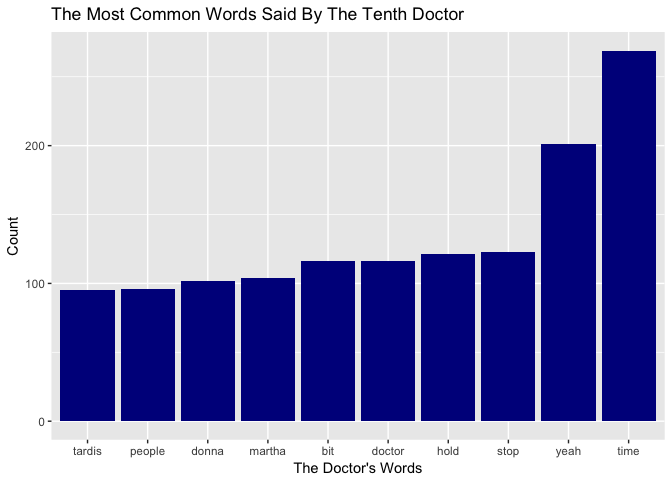 The Most Common Words Said By The Tenth Doctor
200
100
0
Count
tardis people donna martha bit doctor hold stop yeah time
The Doctor's Words